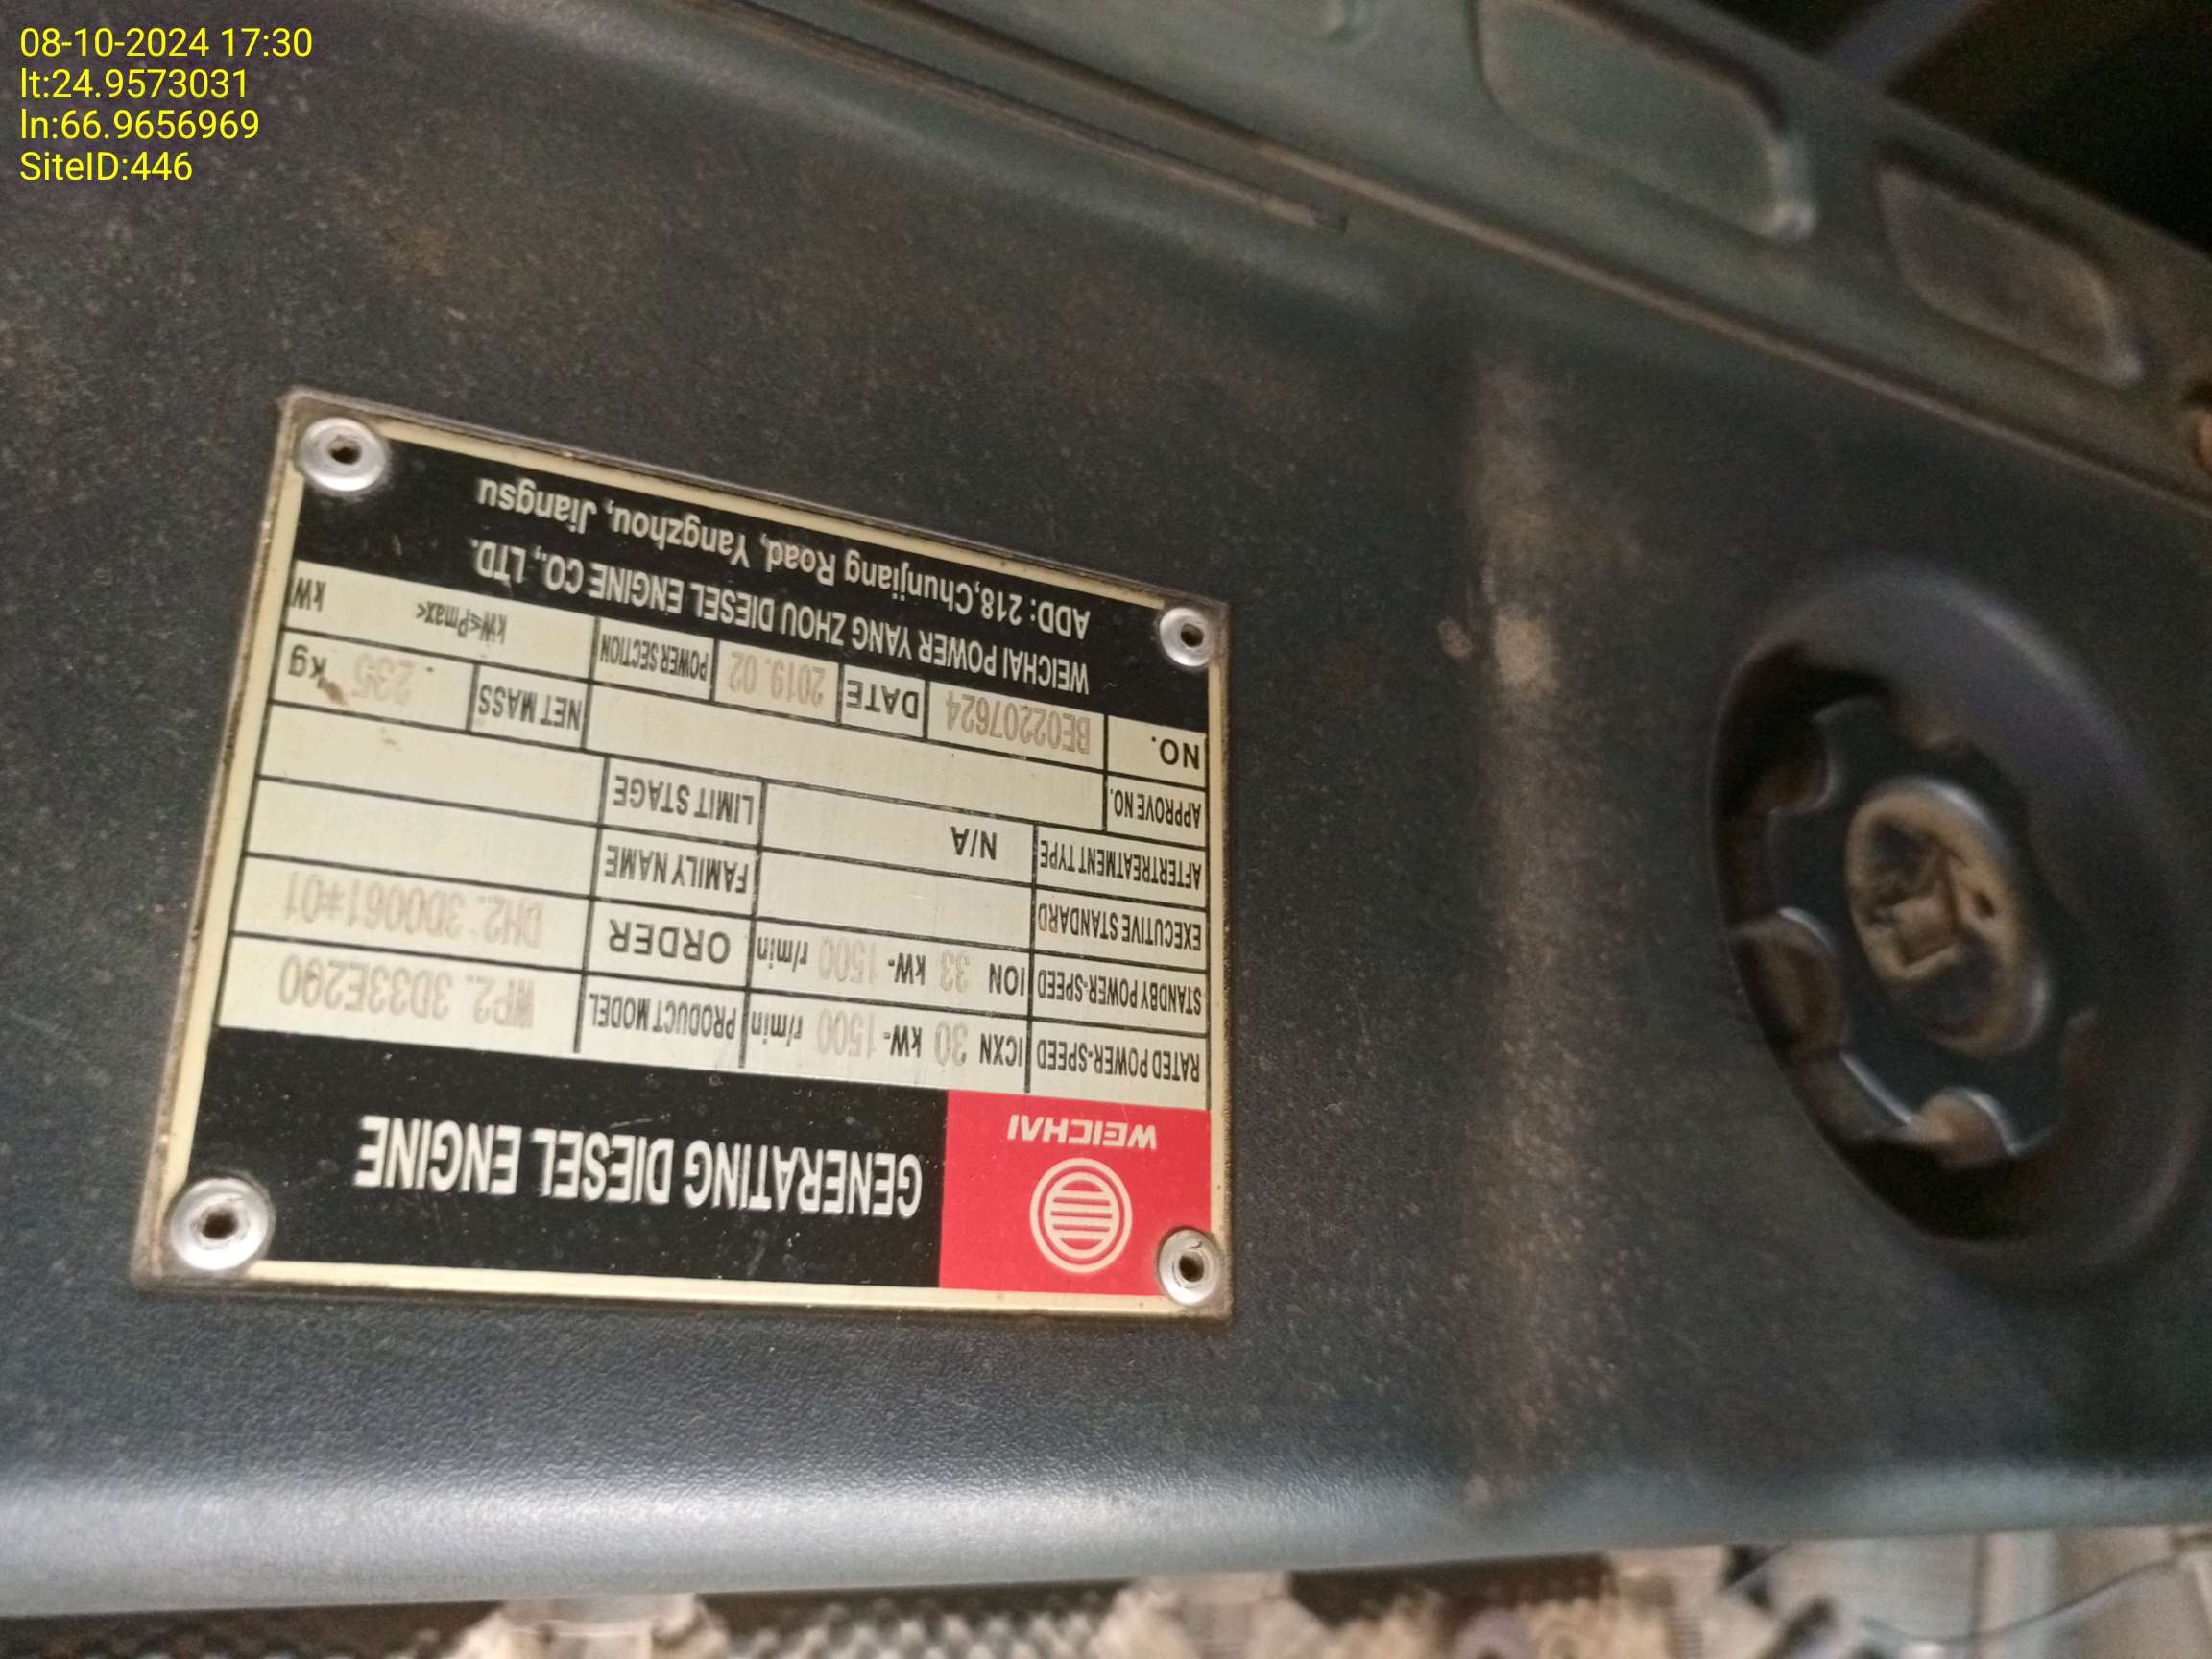 08-10-2024 17:30
lt:24.9573031
ln:66.9656969
SiteID:446
WEICHAI
GENERATING DIESEL ENGINE
RATED POWER-SPEED ICXN 30 kW- 1500 r/min PRODUCT MODEL WP2.3D33E200
STANDBY POWER-SPEED ION 33 kW- 1500 r/min ORDER DH2.3D0061*01
EXECUTIVE STANDARD FAMILY NAME
AFTERTREATMENT TYPE N/A LIMIT STAGE
APPROVE NO. NET MASS 235 kg
NO. BE02207624 DATE 2019.02 POWER SECTION kW≤Pmax< kW
WEICHAI POWER YANG ZHOU DIESEL ENGINE CO., LTD.
ADD: 218,Chunjiang Road, Yangzhou, Jiangsu